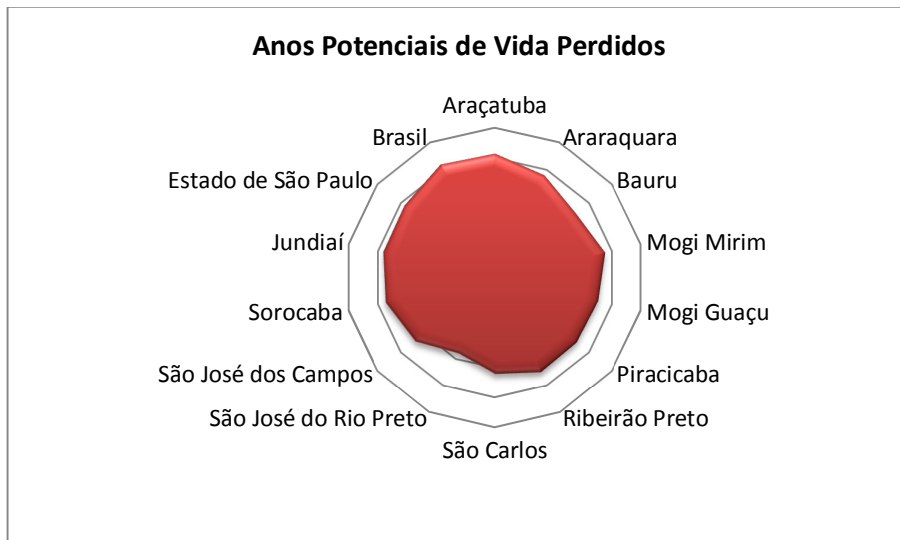 Anos Potenciais de Vida Perdidos
Araçatuba
Araraquara
Bauru
Mogi Mirim
Mogi Guaçu
Piracicaba
Ribeirão Preto
São Carlos
São José do Rio Preto
São José dos Campos
Sorocaba
Jundiaí
Estado de São Paulo
Brasil